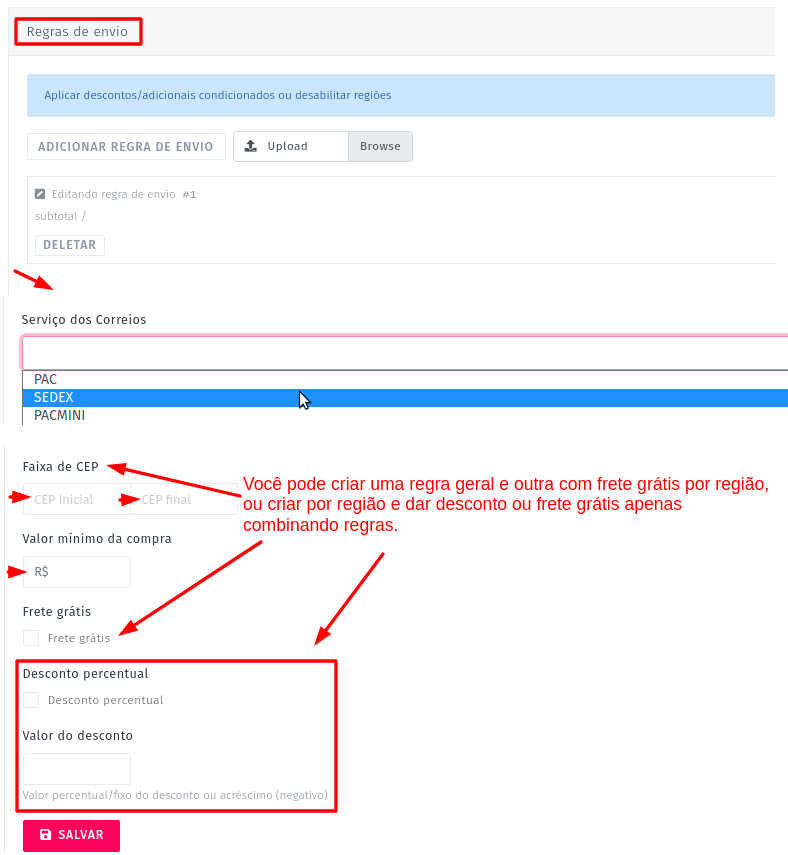 Regras de envio
Aplicar descontos/adicionais condicionados ou desabilitar regiões
ADICIONAR REGRA DE ENVIO
Upload
Browse
Editando regra de envio #1
subtotal /
DELETAR
Serviço dos Correios
PAC
SEDEX
PACMINI
Faixa de CEP
CEP inicial
CEP final
Você pode criar uma regra geral e outra com frete grátis por região,
ou criar por região e dar desconto ou frete grátis apenas
combinando regras.
Valor mínimo da compra
R$
Frete grátis
Frete grátis
Desconto percentual
Desconto percentual
Valor do desconto
Valor percentual/fixo do desconto ou acréscimo (negativo)
SALVAR